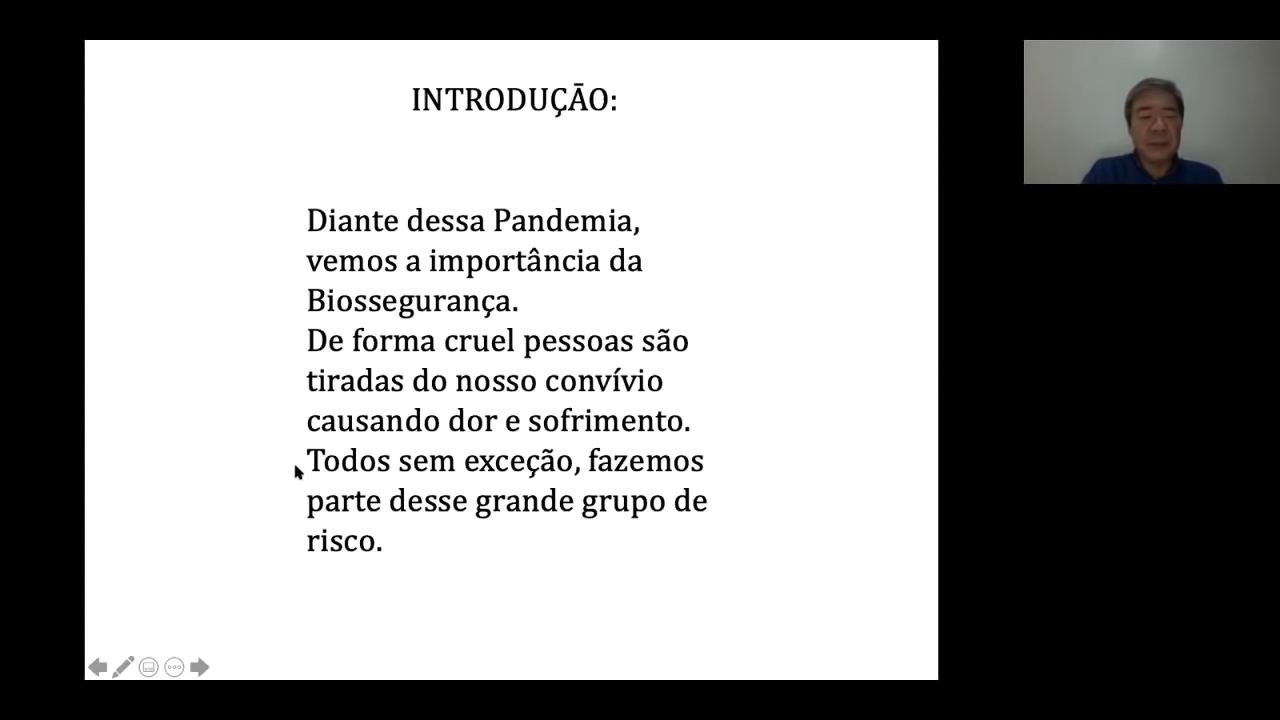 INTRODUÇÃO:
Diante dessa Pandemia,
vemos a importância da
Biossegurança.
De forma cruel pessoas são
tiradas do nosso convívio
causando dor e sofrimento.
Todos sem exceção, fazemos
parte desse grande grupo de
risco.